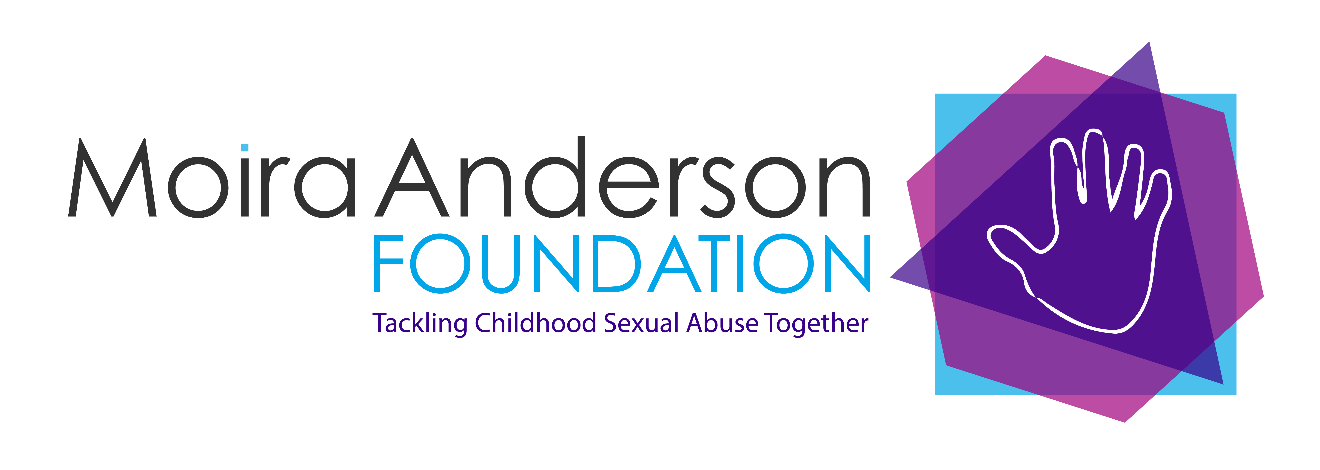 Moira Anderson
FOUNDATION
Tackling Childhood Sexual Abuse Together